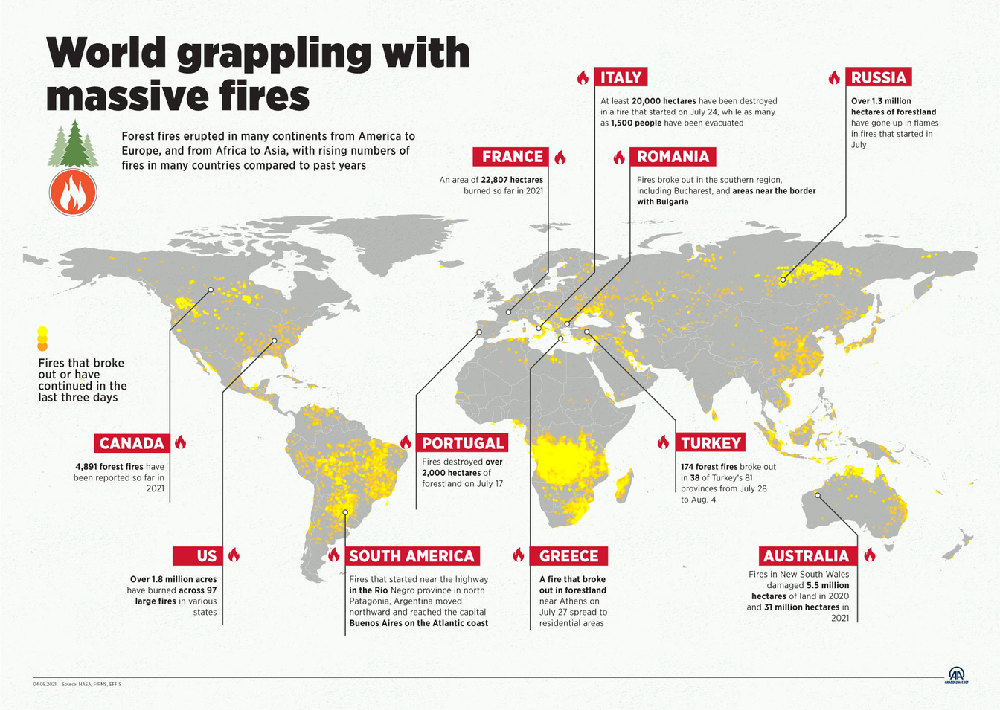 World grappling with
massive fires
Forest fires erupted in many continents from America to
Europe, and from Africa to Asia, with rising numbers of
fires in many countries compared to past years
ITALY
At least 20,000 hectares have been destroyed
in a fire that started on July 24, while as many
as 1,500 people have been evacuated
RUSSIA
Over 1.3 million
hectares of forestland
have gone up in flames
in fires that started in
July
FRANCE
An area of 22,807 hectares
burned so far in 2021
ROMANIA
Fires broke out in the southern region,
including Bucharest, and areas near the border
with Bulgaria
Fires that broke
out or have
continued in the
last three days
CANADA
4,891 forest fires have
been reported so far in
2021
PORTUGAL
Fires destroyed over
2,000 hectares of
forestland on July 17
TURKEY
174 forest fires broke out
in 38 of Turkey's 81
provinces from July 28
to Aug. 4
US
Over 1.8 million acres
have burned across 97
large fires in various
states
SOUTH AMERICA
Fires that started near the highway
in the Rio Negro province in north
Patagonia, Argentina moved
northward and reached the capital
Buenos Aires on the Atlantic coast
GREECE
A fire that broke
out in forestland
near Athens on
July 27 spread to
residential areas
AUSTRALIA
Fires in New South Wales
damaged 5.5 million
hectares of land in 2020
and 31 million hectares in
2021
04.08.2021 Source: NASA, FIRMS, EFFIS
AA
ANADOLU AGENCY